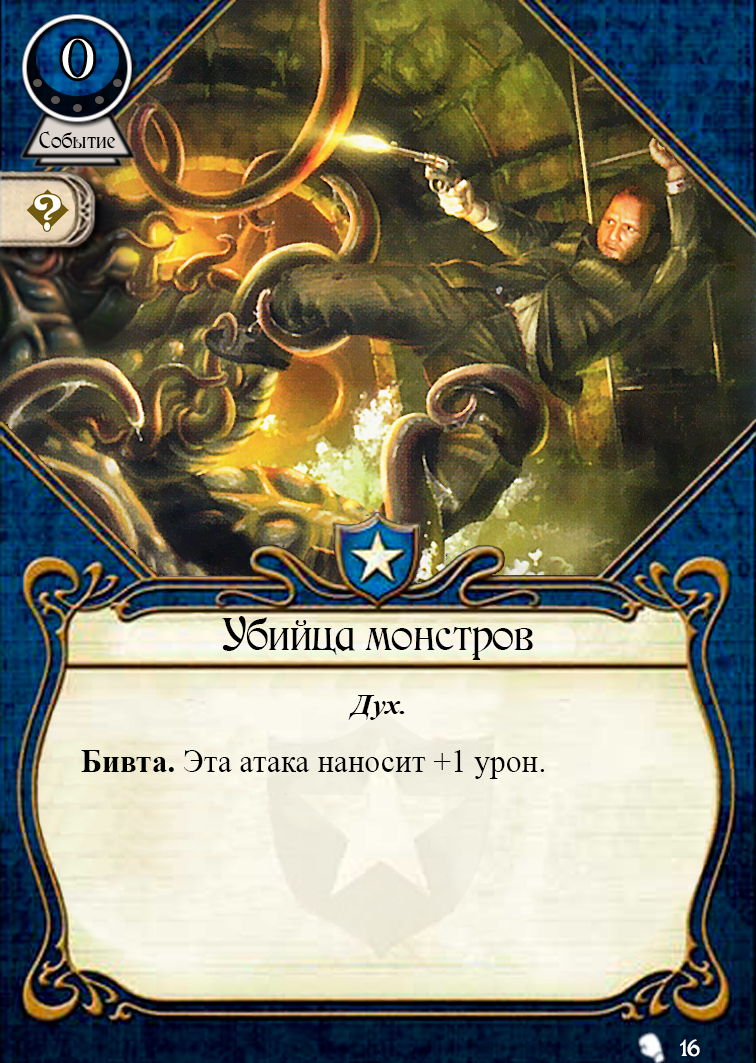 0
Событие
?
Убийца монстров
Дух.
Бивта. Эта атака наносит +1 урон.
16